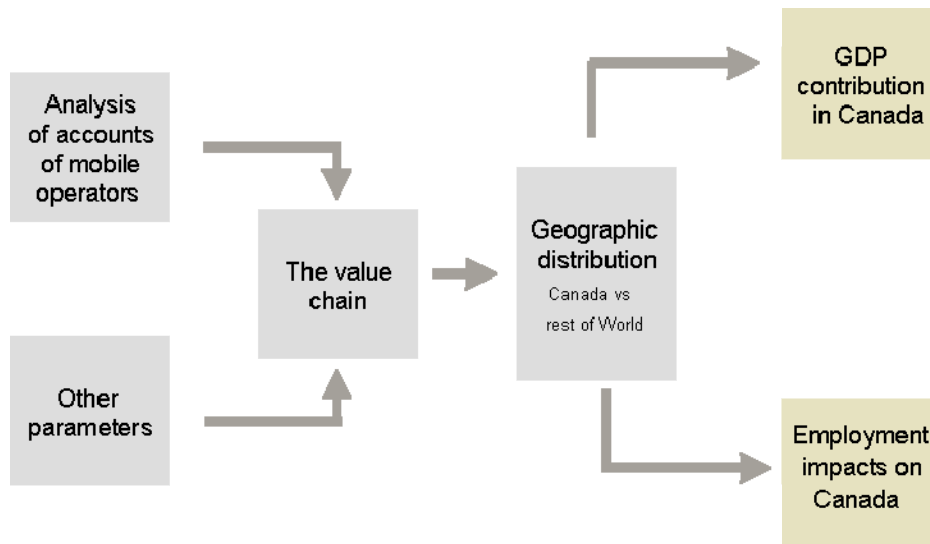 Analysis
of accounts
of mobile
operators
Other
parameters
The value
chain
Geographic
distribution
Canada vs
rest of World
GDP
contribution
in Canada
Employment
impacts on
Canada